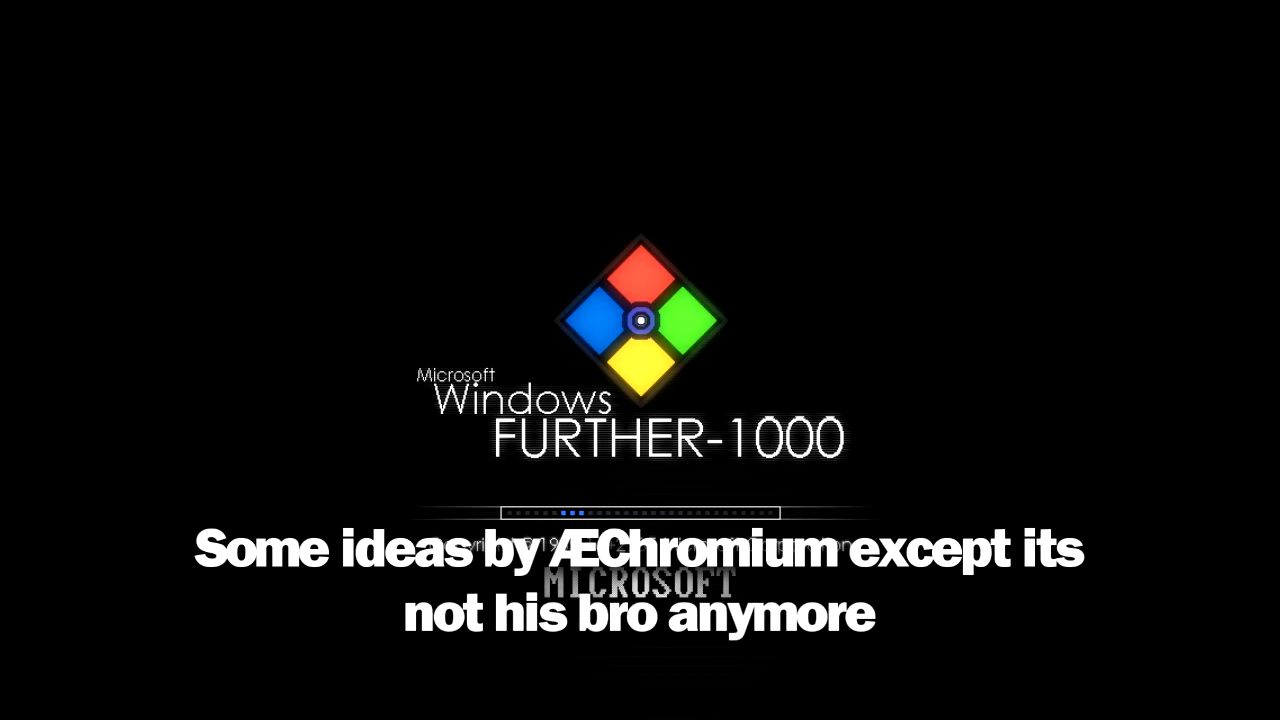 Microsoft
Windows
FURTHER-1000
Some ideas by ÆChromium except its
MICROSOFT
not his bro anymore